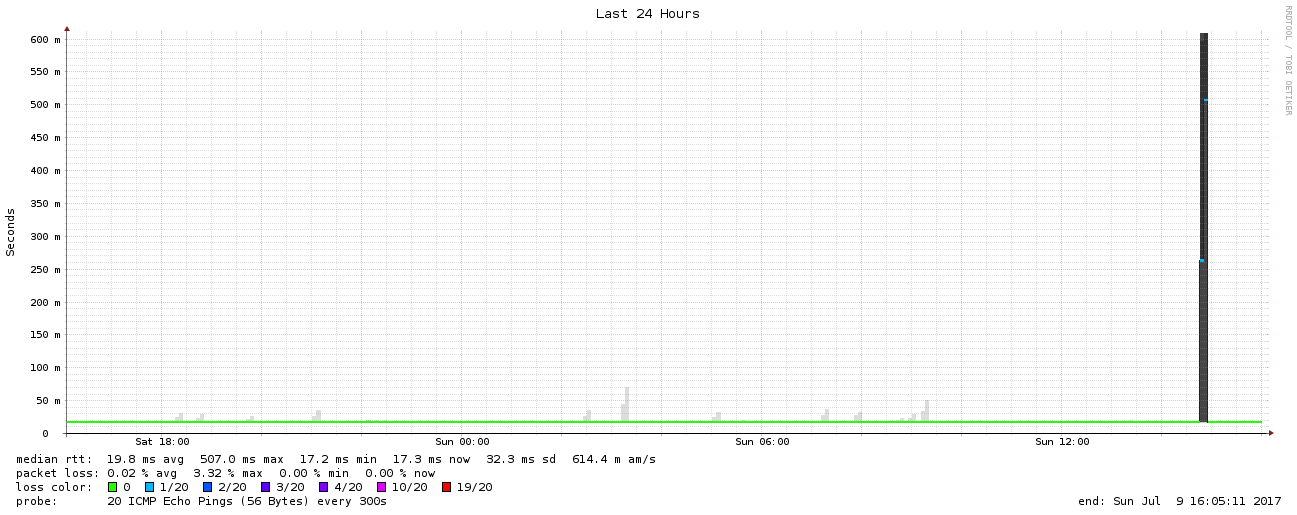 Last 24 Hours
RRDTOOL / TOBI OETIKER
Seconds
600 m
550 m
500 m
450 m
400 m
350 m
300 m
250 m
200 m
150 m
100 m
50 m
0
Sat 18:00 Sun 00:00 Sun 06:00 Sun 12:00
median rtt: 19.8 ms avg 507.0 ms max 17.2 ms min 17.3 ms now 32.3 ms sd 614.4 m am/s
packet loss: 0.02 % avg 3.32 % max 0.00 % min 0.00 % now
loss color: 0 1/20 2/20 3/20 4/20 10/20 19/20
probe: 20 ICMP Echo Pings (56 Bytes) every 300s end: Sun Jul 9 16:05:11 2017